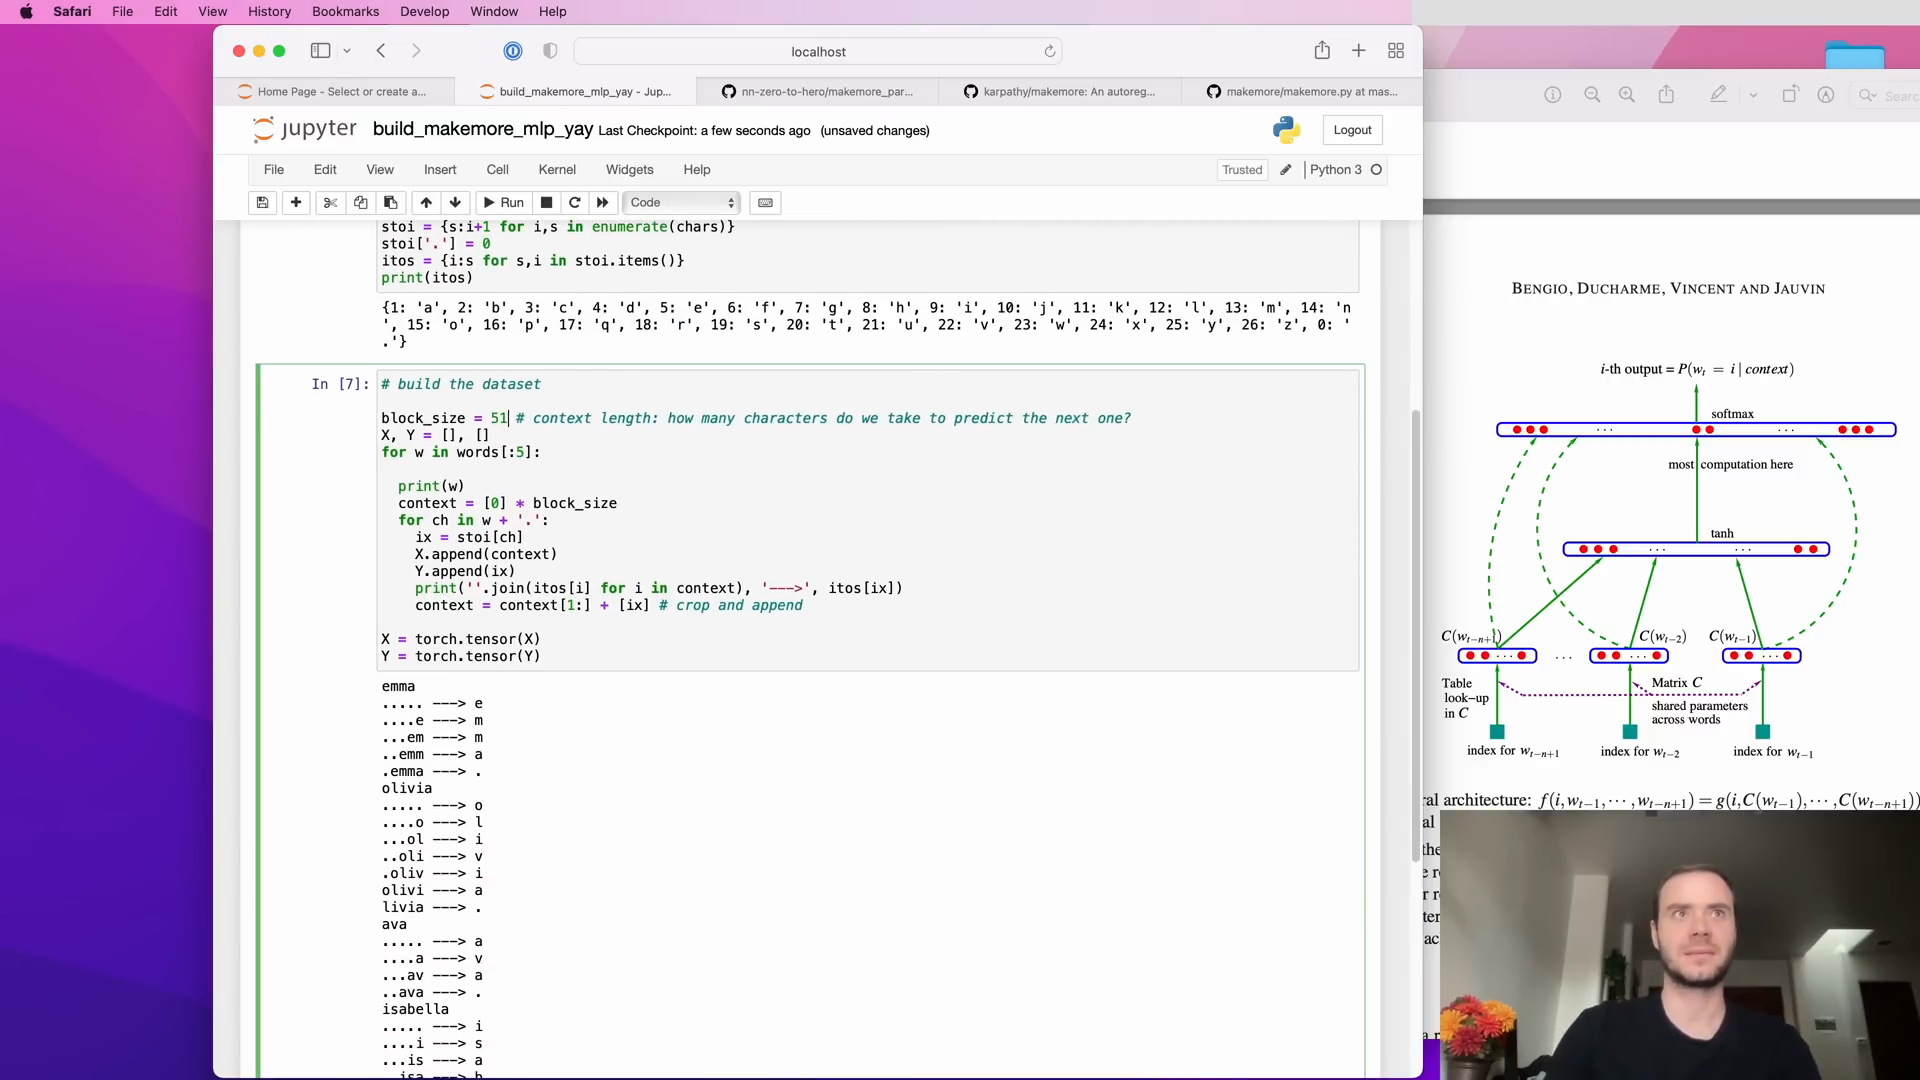 Safari File Edit View History Bookmarks Develop Window Help
localhost
Home Page - Select or create a...
build_makemore_mlp_yay - Jup...
nn-zero-to-hero/makemore_par...
karpathy/makemore: An autoreg...
makemore/makemore.py at mas...
Search
jupyter build_makemore_mlp_yay Last Checkpoint: a few seconds ago (unsaved changes)
Logout
File Edit View Insert Cell Kernel Widgets Help
Trusted
Python 3
Run
Code
stoi = {s:i+1 for i,s in enumerate(chars)}
stoi['.'] = 0
itos = {i:s for s,i in stoi.items()}
print(itos)
{1: 'a', 2: 'b', 3: 'c', 4: 'd', 5: 'e', 6: 'f', 7: 'g', 8: 'h', 9: 'i', 10: 'j', 11: 'k', 12: 'l', 13: 'm', 14: 'n
', 15: 'o', 16: 'p', 17: 'q', 18: 'r', 19: 's', 20: 't', 21: 'u', 22: 'v', 23: 'w', 24: 'x', 25: 'y', 26: 'z', 0: '
.'}
In [7]:
# build the dataset
block_size = 51 # context length: how many characters do we take to predict the next one?
X, Y = [], []
for w in words[:5]:
print(w)
context = [0] * block_size
for ch in w + '.':
ix = stoi[ch]
X.append(context)
Y.append(ix)
print(''.join(itos[i] for i in context), '--->', itos[ix])
context = context[1:] + [ix] # crop and append
X = torch.tensor(X)
Y = torch.tensor(Y)
emma
..... ---> e
....e ---> m
...em ---> m
..emm ---> a
.emma ---> .
olivia
..... ---> o
....o ---> l
...ol ---> i
..oli ---> v
.oliv ---> i
olivi ---> a
livia ---> .
ava
..... ---> a
....a ---> v
...av ---> a
..ava ---> .
isabella
..... ---> i
....i ---> s
...is ---> a
..isa ---> b
BENGIO, DUCHARME, VINCENT AND JAUVIN
i-th output = P(w_t = i | context)
softmax
. . .
. . .
most computation here
tanh
. . .
. . .
C(w_{t−n+1})
C(w_{t−2})
C(w_{t−1})
. . .
Table
look−up
in C
Matrix C
shared parameters
across words
index for w_{t−n+1}
index for w_{t−2}
index for w_{t−1}
ral architecture: f(i,w_{t−1},···,w_{t−n+1}) = g(i,C(w_{t−1}),···,C(w_{t−n+1}))
al
the